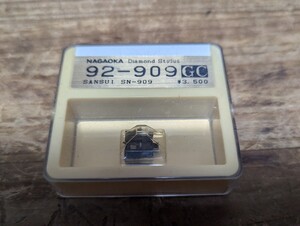 NAGAOKA Diamond Stylus
92-909 GC
SANSUI SN-909 ¥3,500